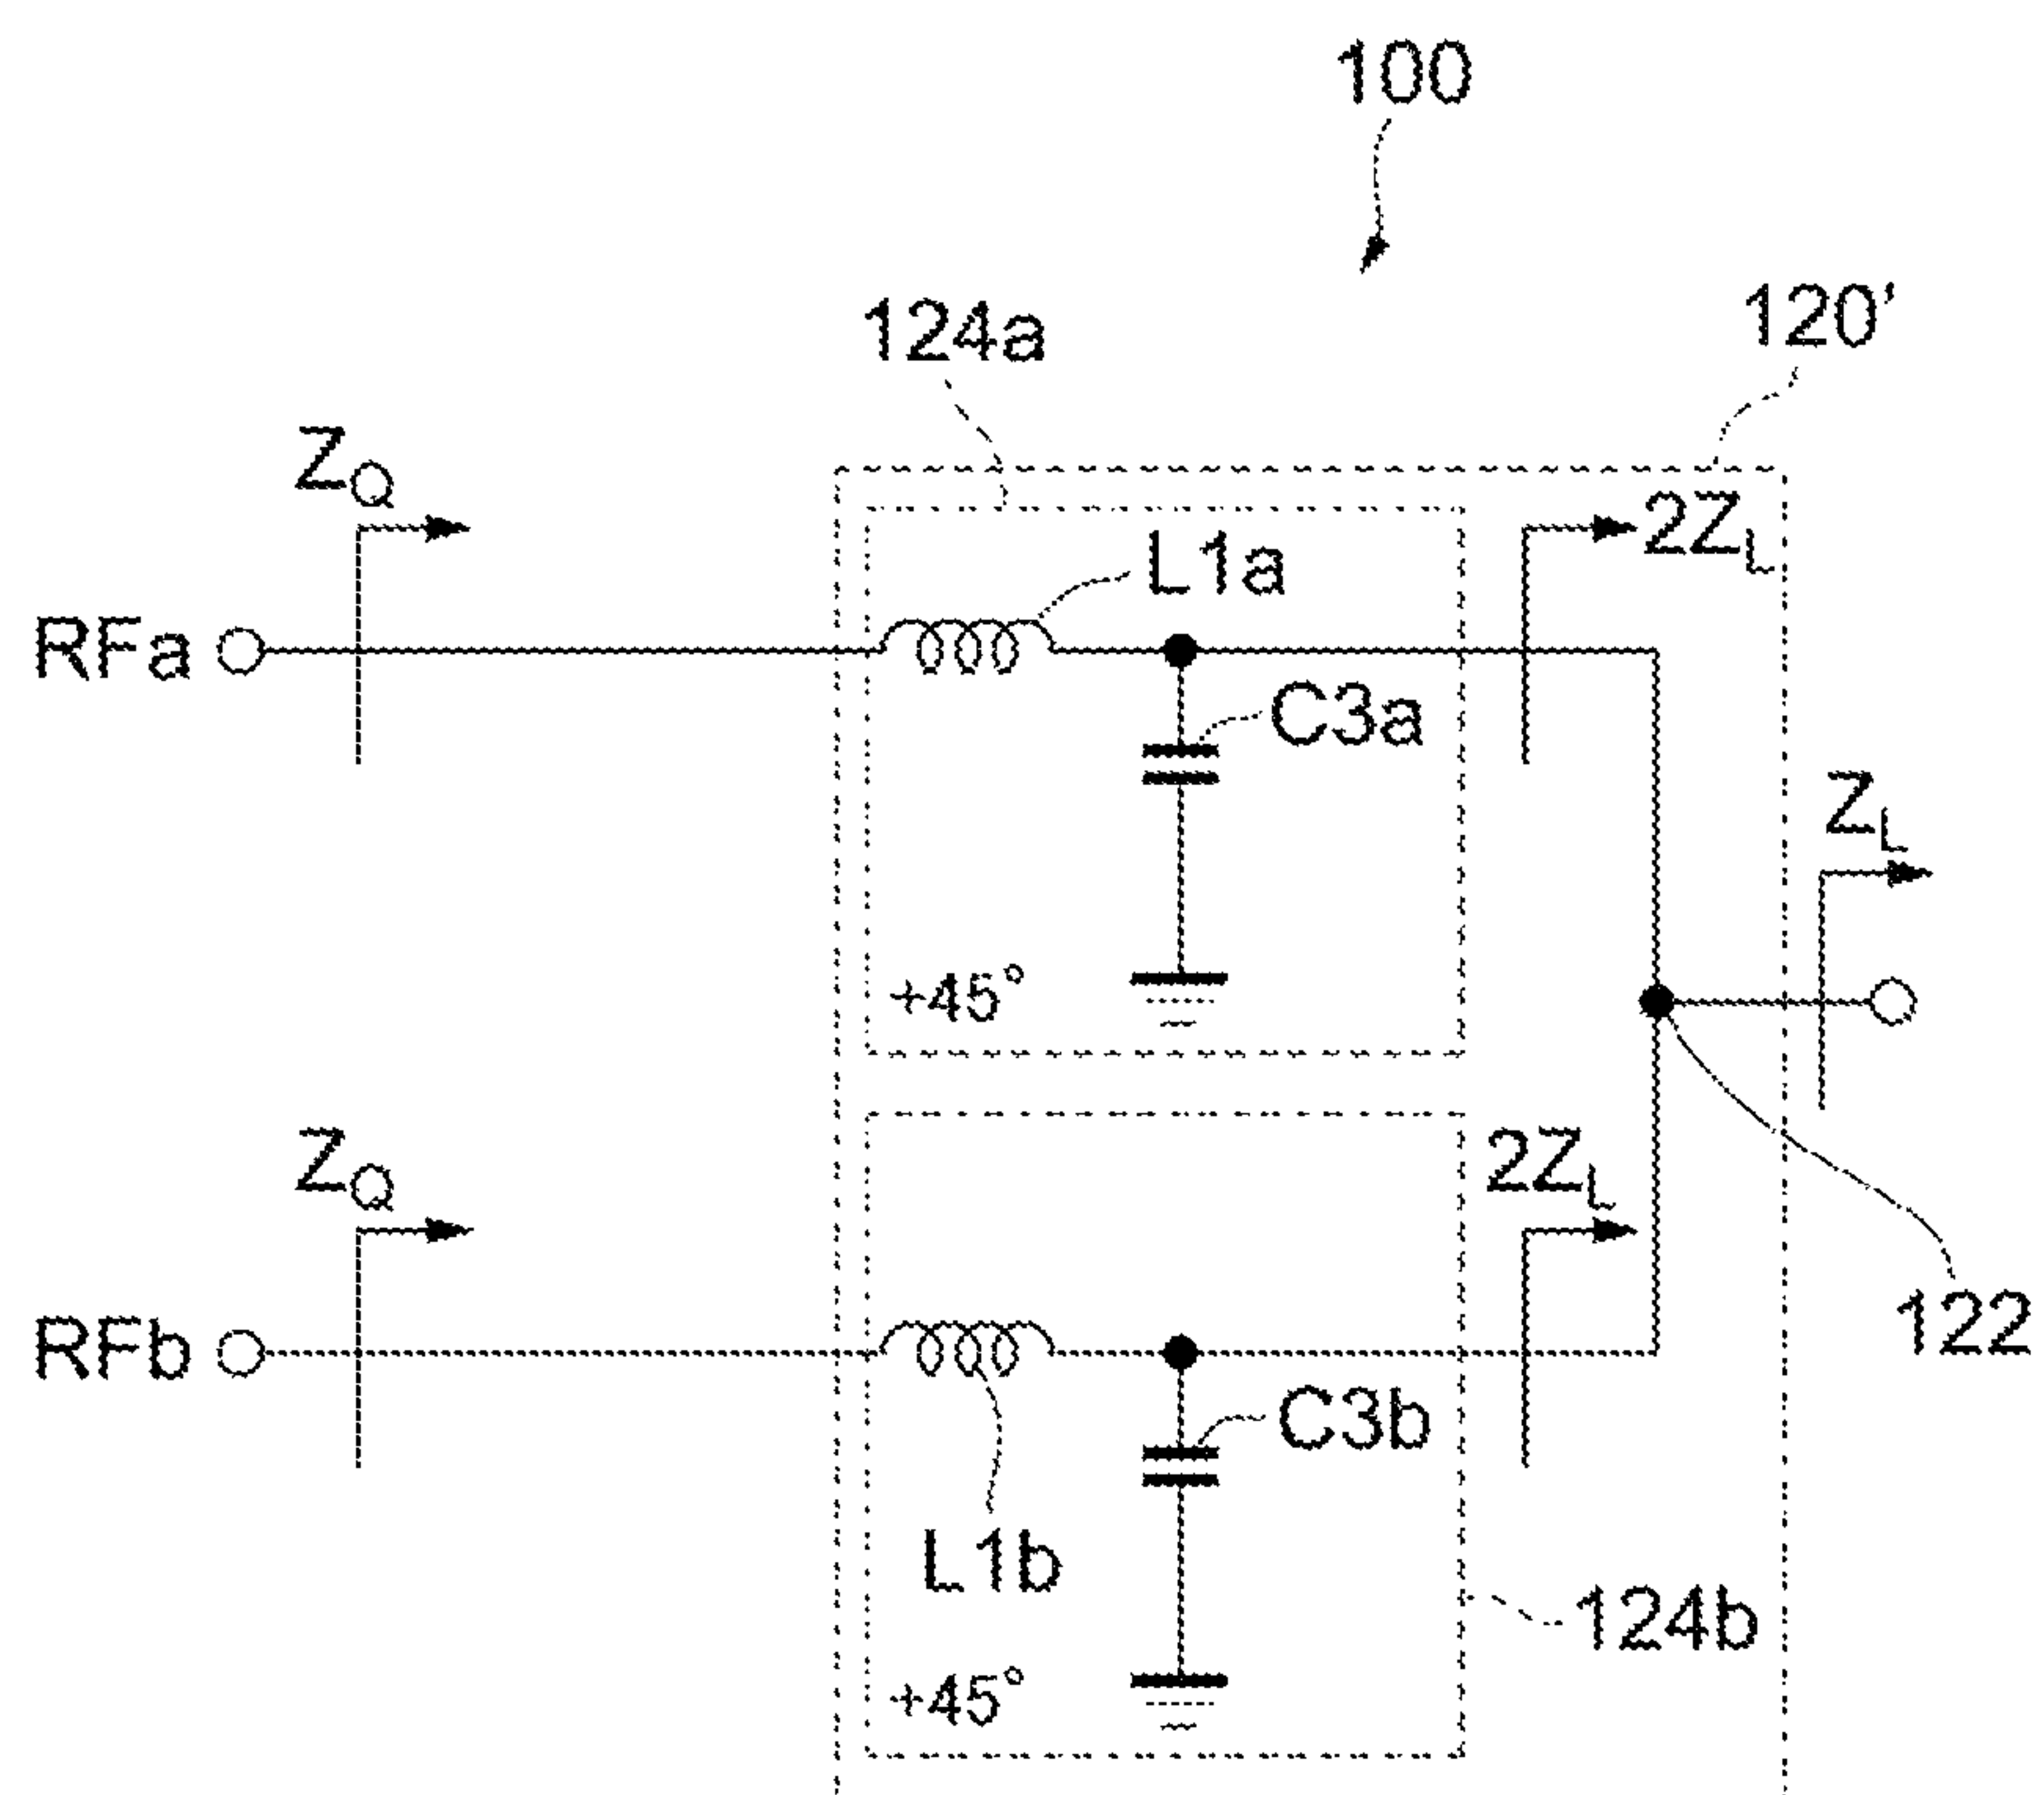 100
120'
124a
ZQ
2ZL
L1a
RFa
C3a
ZL
+45°
ZQ
2ZL
122
RFb
C3b
L1b
124b
+45°